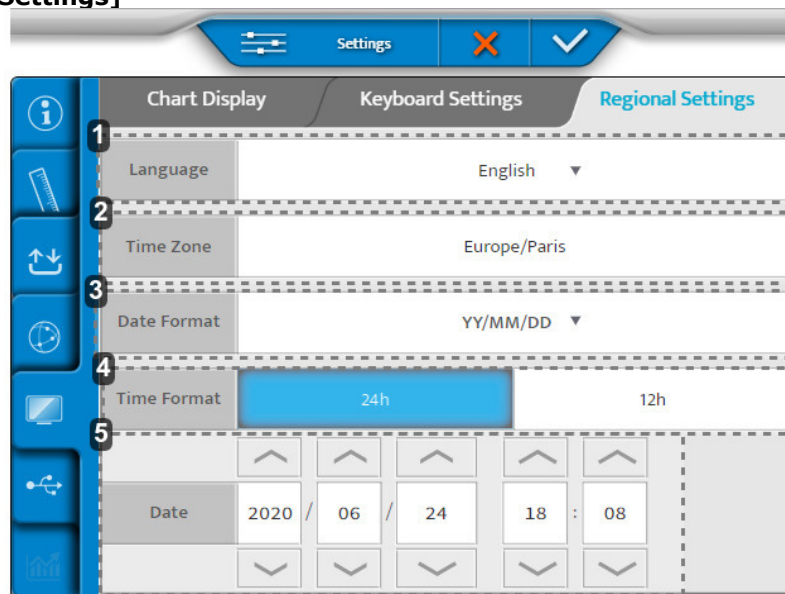 Settings]
Settings
Chart Display Keyboard Settings Regional Settings
1
Language English ▼
2
Time Zone Europe/Paris
3
Date Format YY/MM/DD ▼
4
Time Format 24h 12h
5
Date 2020 / 06 / 24 18 : 08